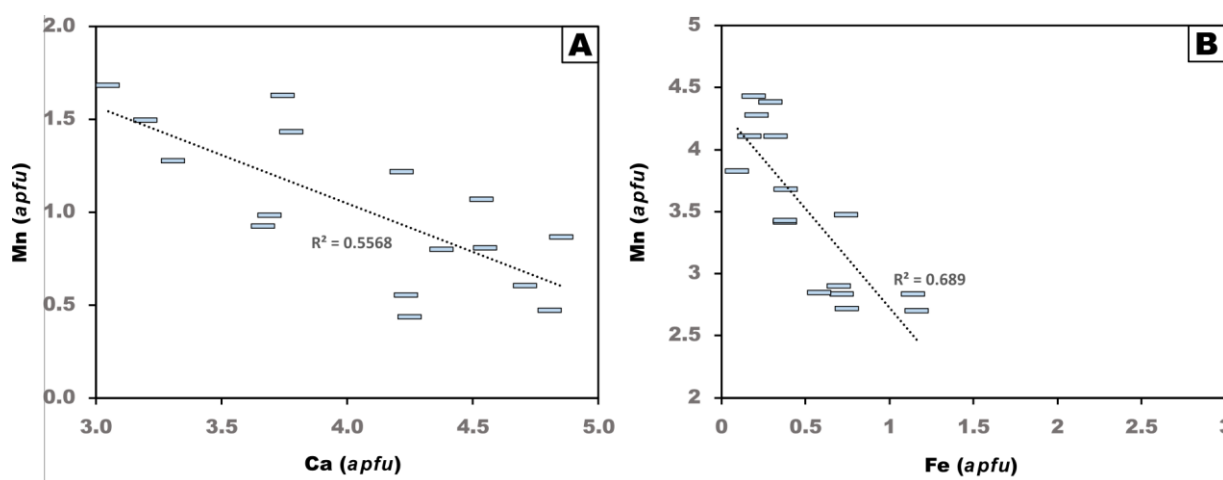 A
2.0
1.5
1.0
0.5
0.0
Mn (apfu)
R² = 0.5568
3.0 3.5 4.0 4.5 5.0
Ca (apfu)
B
5
4.5
4
3.5
3
2.5
2
Mn (apfu)
R² = 0.689
0 0.5 1 1.5 2 2.5 3
Fe (apfu)